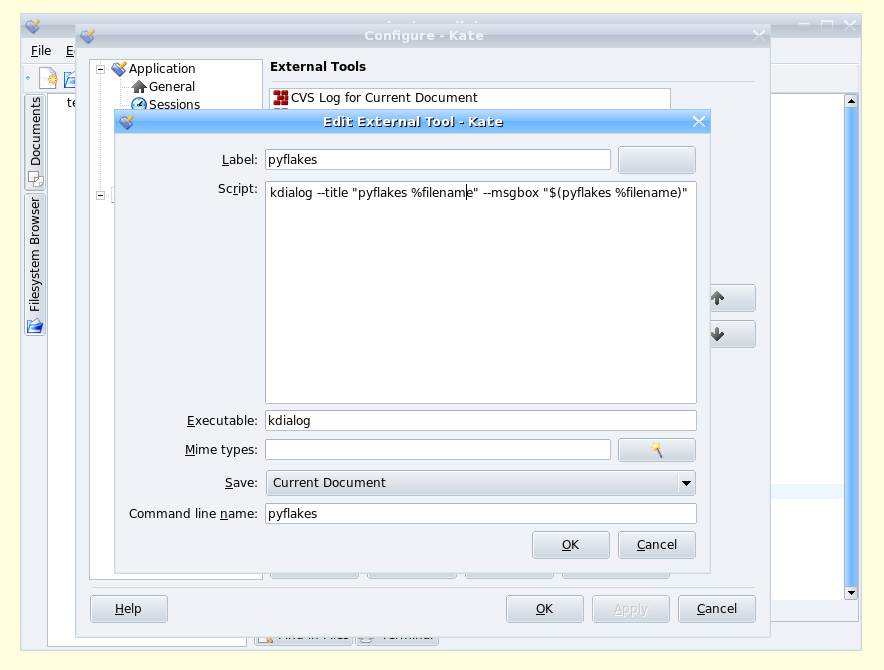 Configure - Kate
File
Documents
Filesystem Browser
Application
General
Sessions
External Tools
CVS Log for Current Document
Edit External Tool - Kate
Label: pyflakes
Script: kdialog --title "pyflakes %filename" --msgbox "$(pyflakes %filename)"
Executable: kdialog
Mime types:
Save: Current Document
Command line name: pyflakes
OK Cancel
Help OK Apply Cancel